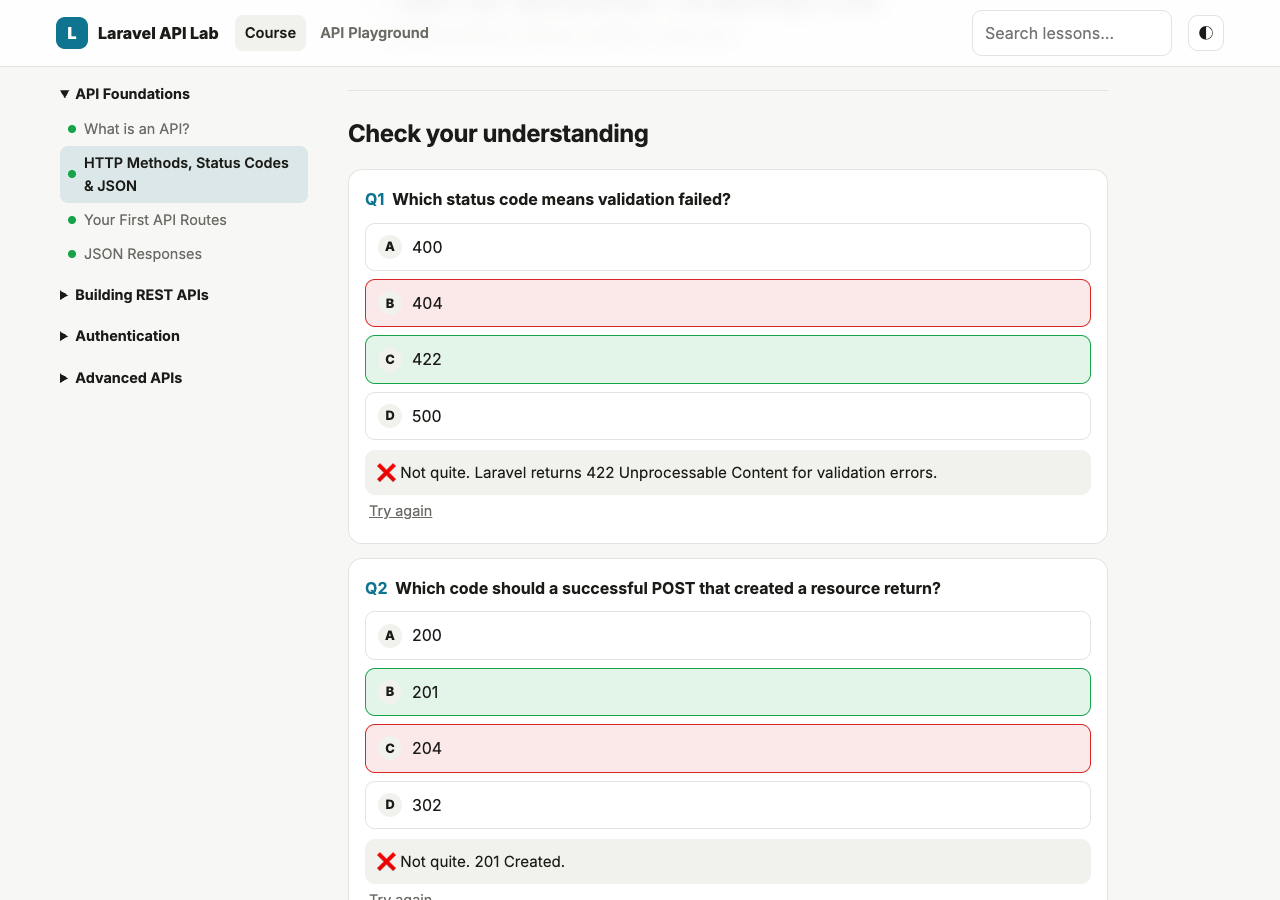 L Laravel API Lab Course API Playground Search lessons...
API Foundations
What is an API?
HTTP Methods, Status Codes
& JSON
Your First API Routes
JSON Responses
Building REST APIs
Authentication
Advanced APIs
Check your understanding
Q1 Which status code means validation failed?
A 400
B 404
C 422
D 500
❌ Not quite. Laravel returns 422 Unprocessable Content for validation errors.
Try again
Q2 Which code should a successful POST that created a resource return?
A 200
B 201
C 204
D 302
❌ Not quite. 201 Created.
Try again